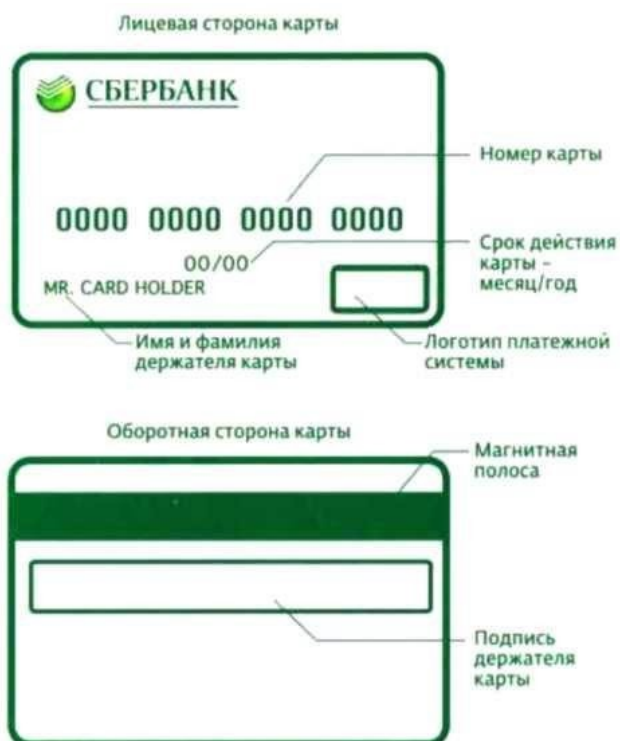 Лицевая сторона карты
СБЕРБАНК
Номер карты
0000 0000 0000 0000
00/00
Срок действия
карты –
месяц/год
MR. CARD HOLDER
Имя и фамилия
держателя карты
Логотип платежной
системы
Оборотная сторона карты
Магнитная
полоса
Подпись
держателя
карты